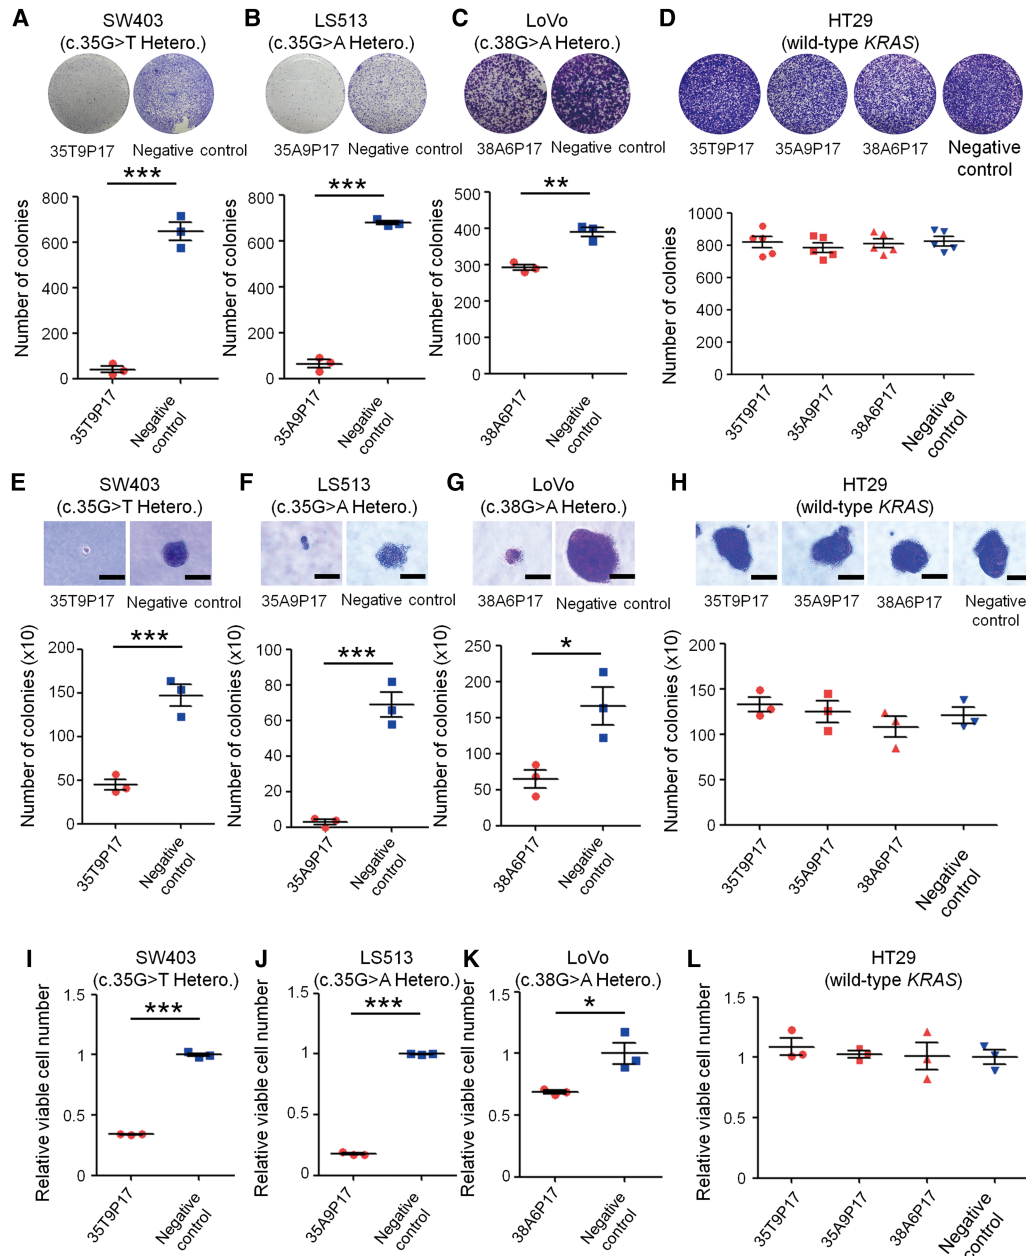 A
SW403
(c.35G>T Hetero.)
35T9P17
Negative control
Number of colonies
800
600
400
200
0
***
35T9P17
Negative
control
B
LS513
(c.35G>A Hetero.)
35A9P17
Negative control
Number of colonies
800
600
400
200
0
***
35A9P17
Negative
control
C
LoVo
(c.38G>A Hetero.)
38A6P17
Negative control
Number of colonies
500
400
300
200
100
0
**
38A6P17
Negative
control
D
HT29
(wild-type KRAS)
35T9P17
35A9P17
38A6P17
Negative
control
Number of colonies
1000
800
600
400
200
0
35T9P17
35A9P17
38A6P17
Negative
control
E
SW403
(c.35G>T Hetero.)
35T9P17
Negative control
Number of colonies (x10)
200
150
100
50
0
***
35T9P17
Negative
control
F
LS513
(c.35G>A Hetero.)
35A9P17
Negative control
Number of colonies (x10)
100
80
60
40
20
0
***
35A9P17
Negative
control
G
LoVo
(c.38G>A Hetero.)
38A6P17
Negative control
Number of colonies (x10)
250
200
150
100
50
0
*
38A6P17
Negative
control
H
HT29
(wild-type KRAS)
35T9P17
35A9P17
38A6P17
Negative
control
Number of colonies (x10)
200
150
100
50
0
35T9P17
35A9P17
38A6P17
Negative
control
I
SW403
(c.35G>T Hetero.)
Relative viable cell number
1.5
1
0.5
0
***
35T9P17
Negative
control
J
LS513
(c.35G>A Hetero.)
Relative viable cell number
1.5
1
0.5
0
***
35A9P17
Negative
control
K
LoVo
(c.38G>A Hetero.)
Relative viable cell number
1.5
1
0.5
0
*
38A6P17
Negative
control
L
HT29
(wild-type KRAS)
Relative viable cell number
1.5
1
0.5
0
35T9P17
35A9P17
38A6P17
Negative
control